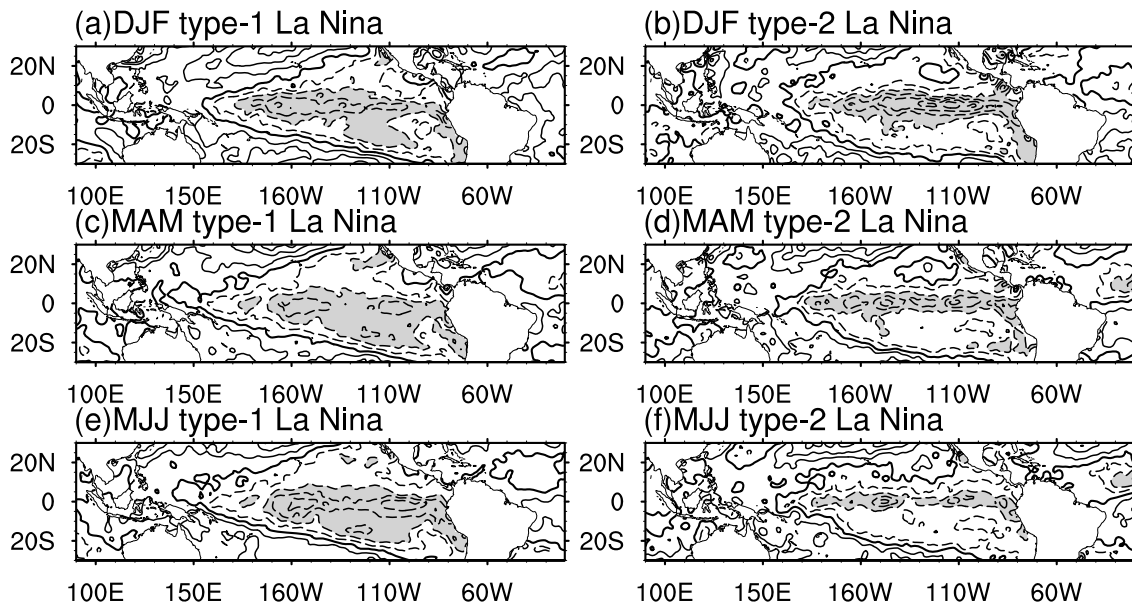 (a)DJF type-1 La Nina
(b)DJF type-2 La Nina
20N
0
20S
20N
0
20S
100E 150E 160W 110W 60W
100E 150E 160W 110W 60W
(c)MAM type-1 La Nina
(d)MAM type-2 La Nina
20N
0
20S
20N
0
20S
100E 150E 160W 110W 60W
100E 150E 160W 110W 60W
(e)MJJ type-1 La Nina
(f)MJJ type-2 La Nina
20N
0
20S
20N
0
20S
100E 150E 160W 110W 60W
100E 150E 160W 110W 60W